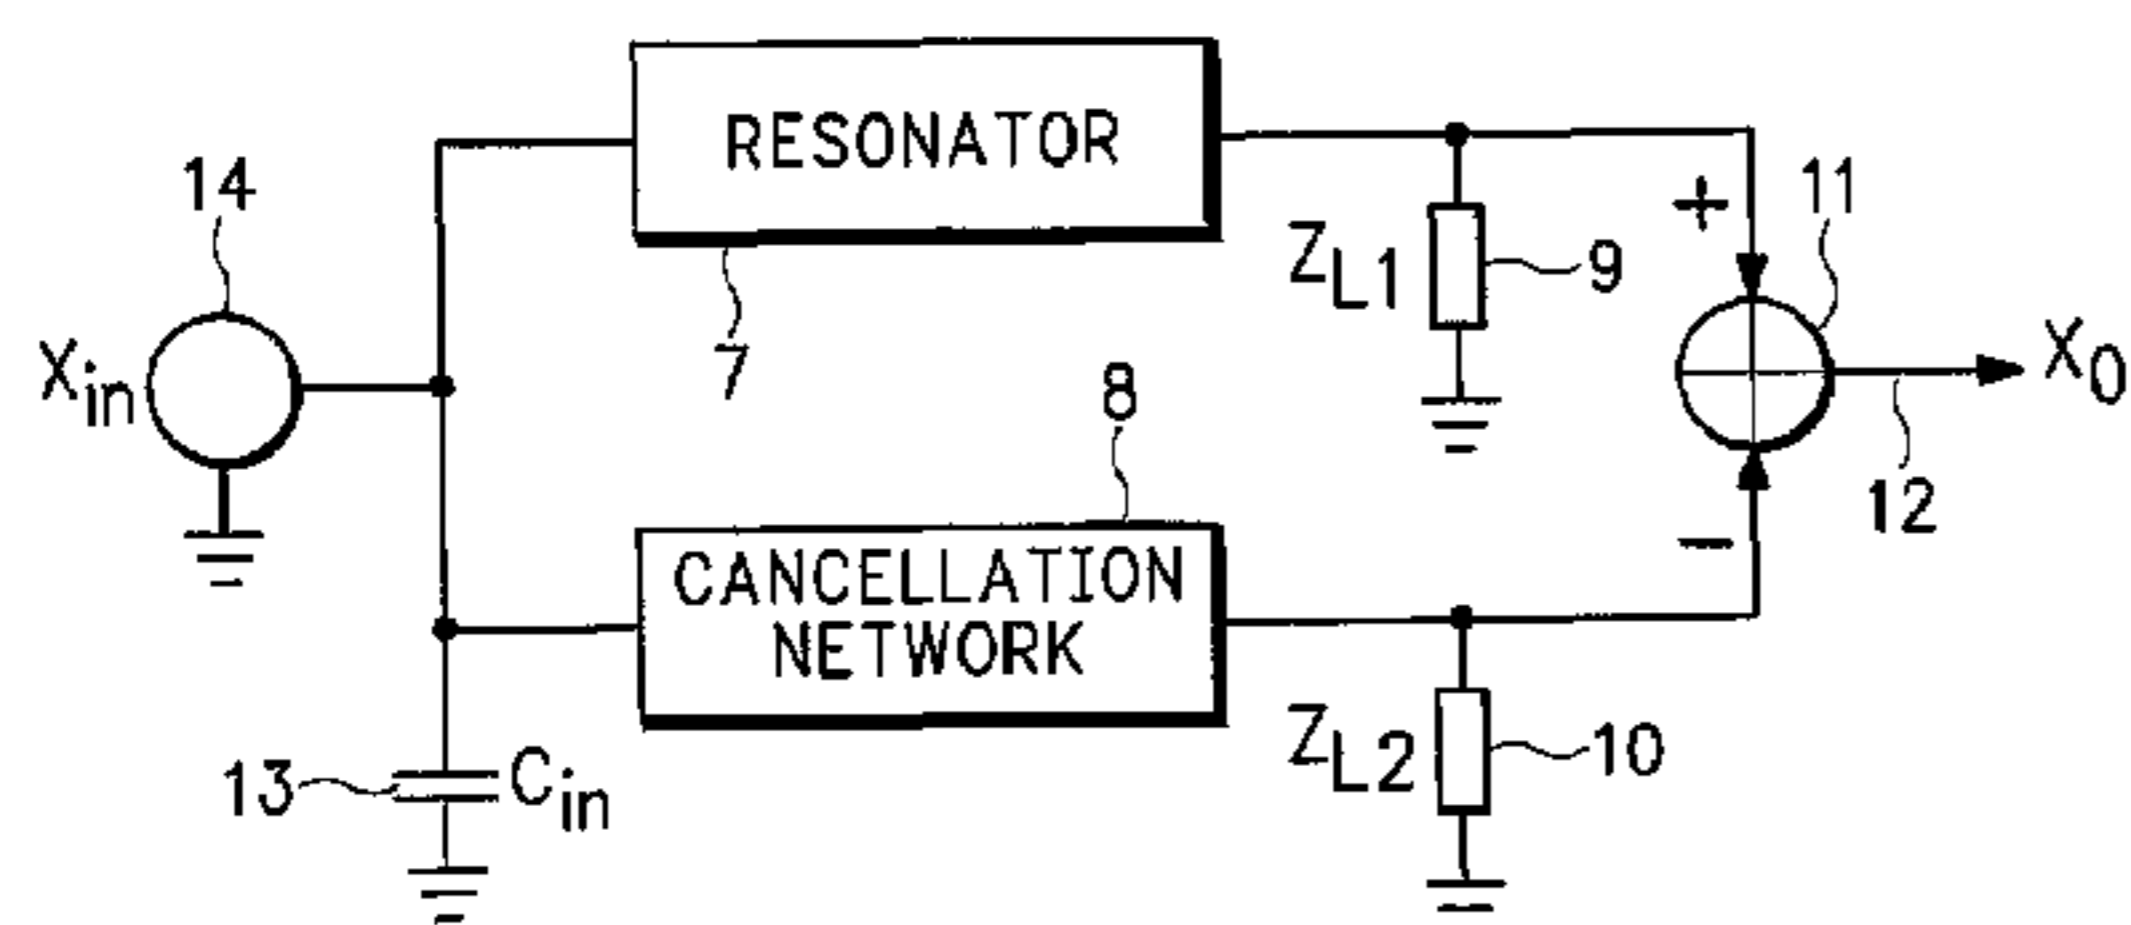 14
X_in
RESONATOR
7
Z_L1
9
+
11
X_0
12
8
CANCELLATION
NETWORK
−
Z_L2
10
13
C_in